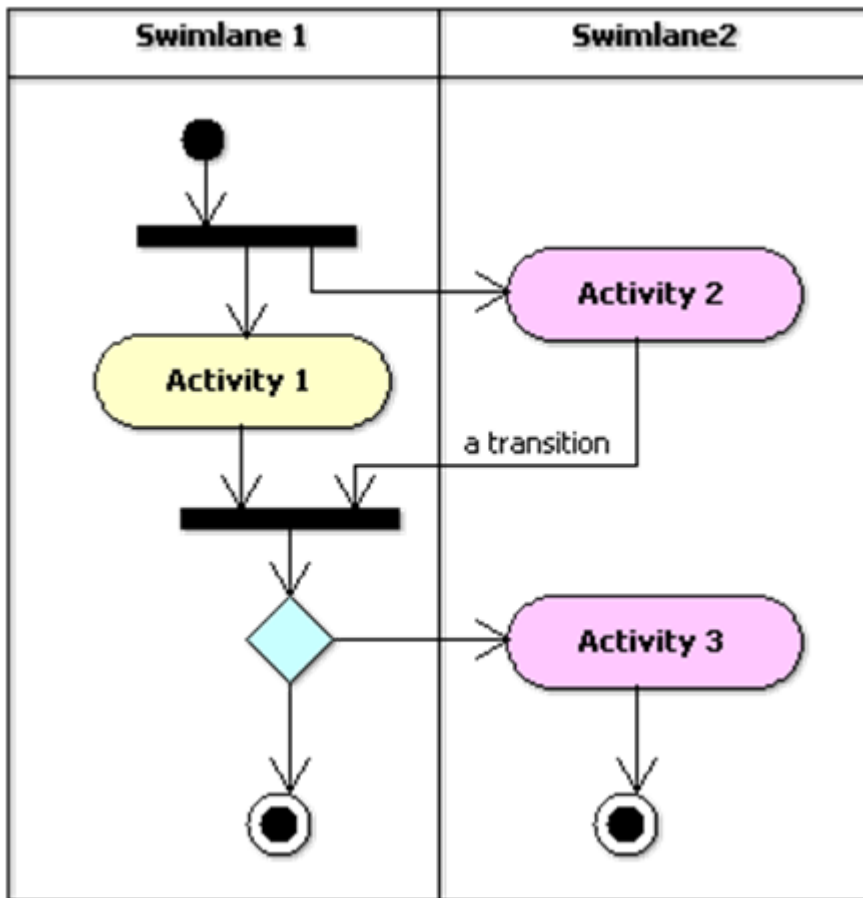 Swimlane 1
Swimlane2
Activity 2
Activity 1
a transition
Activity 3